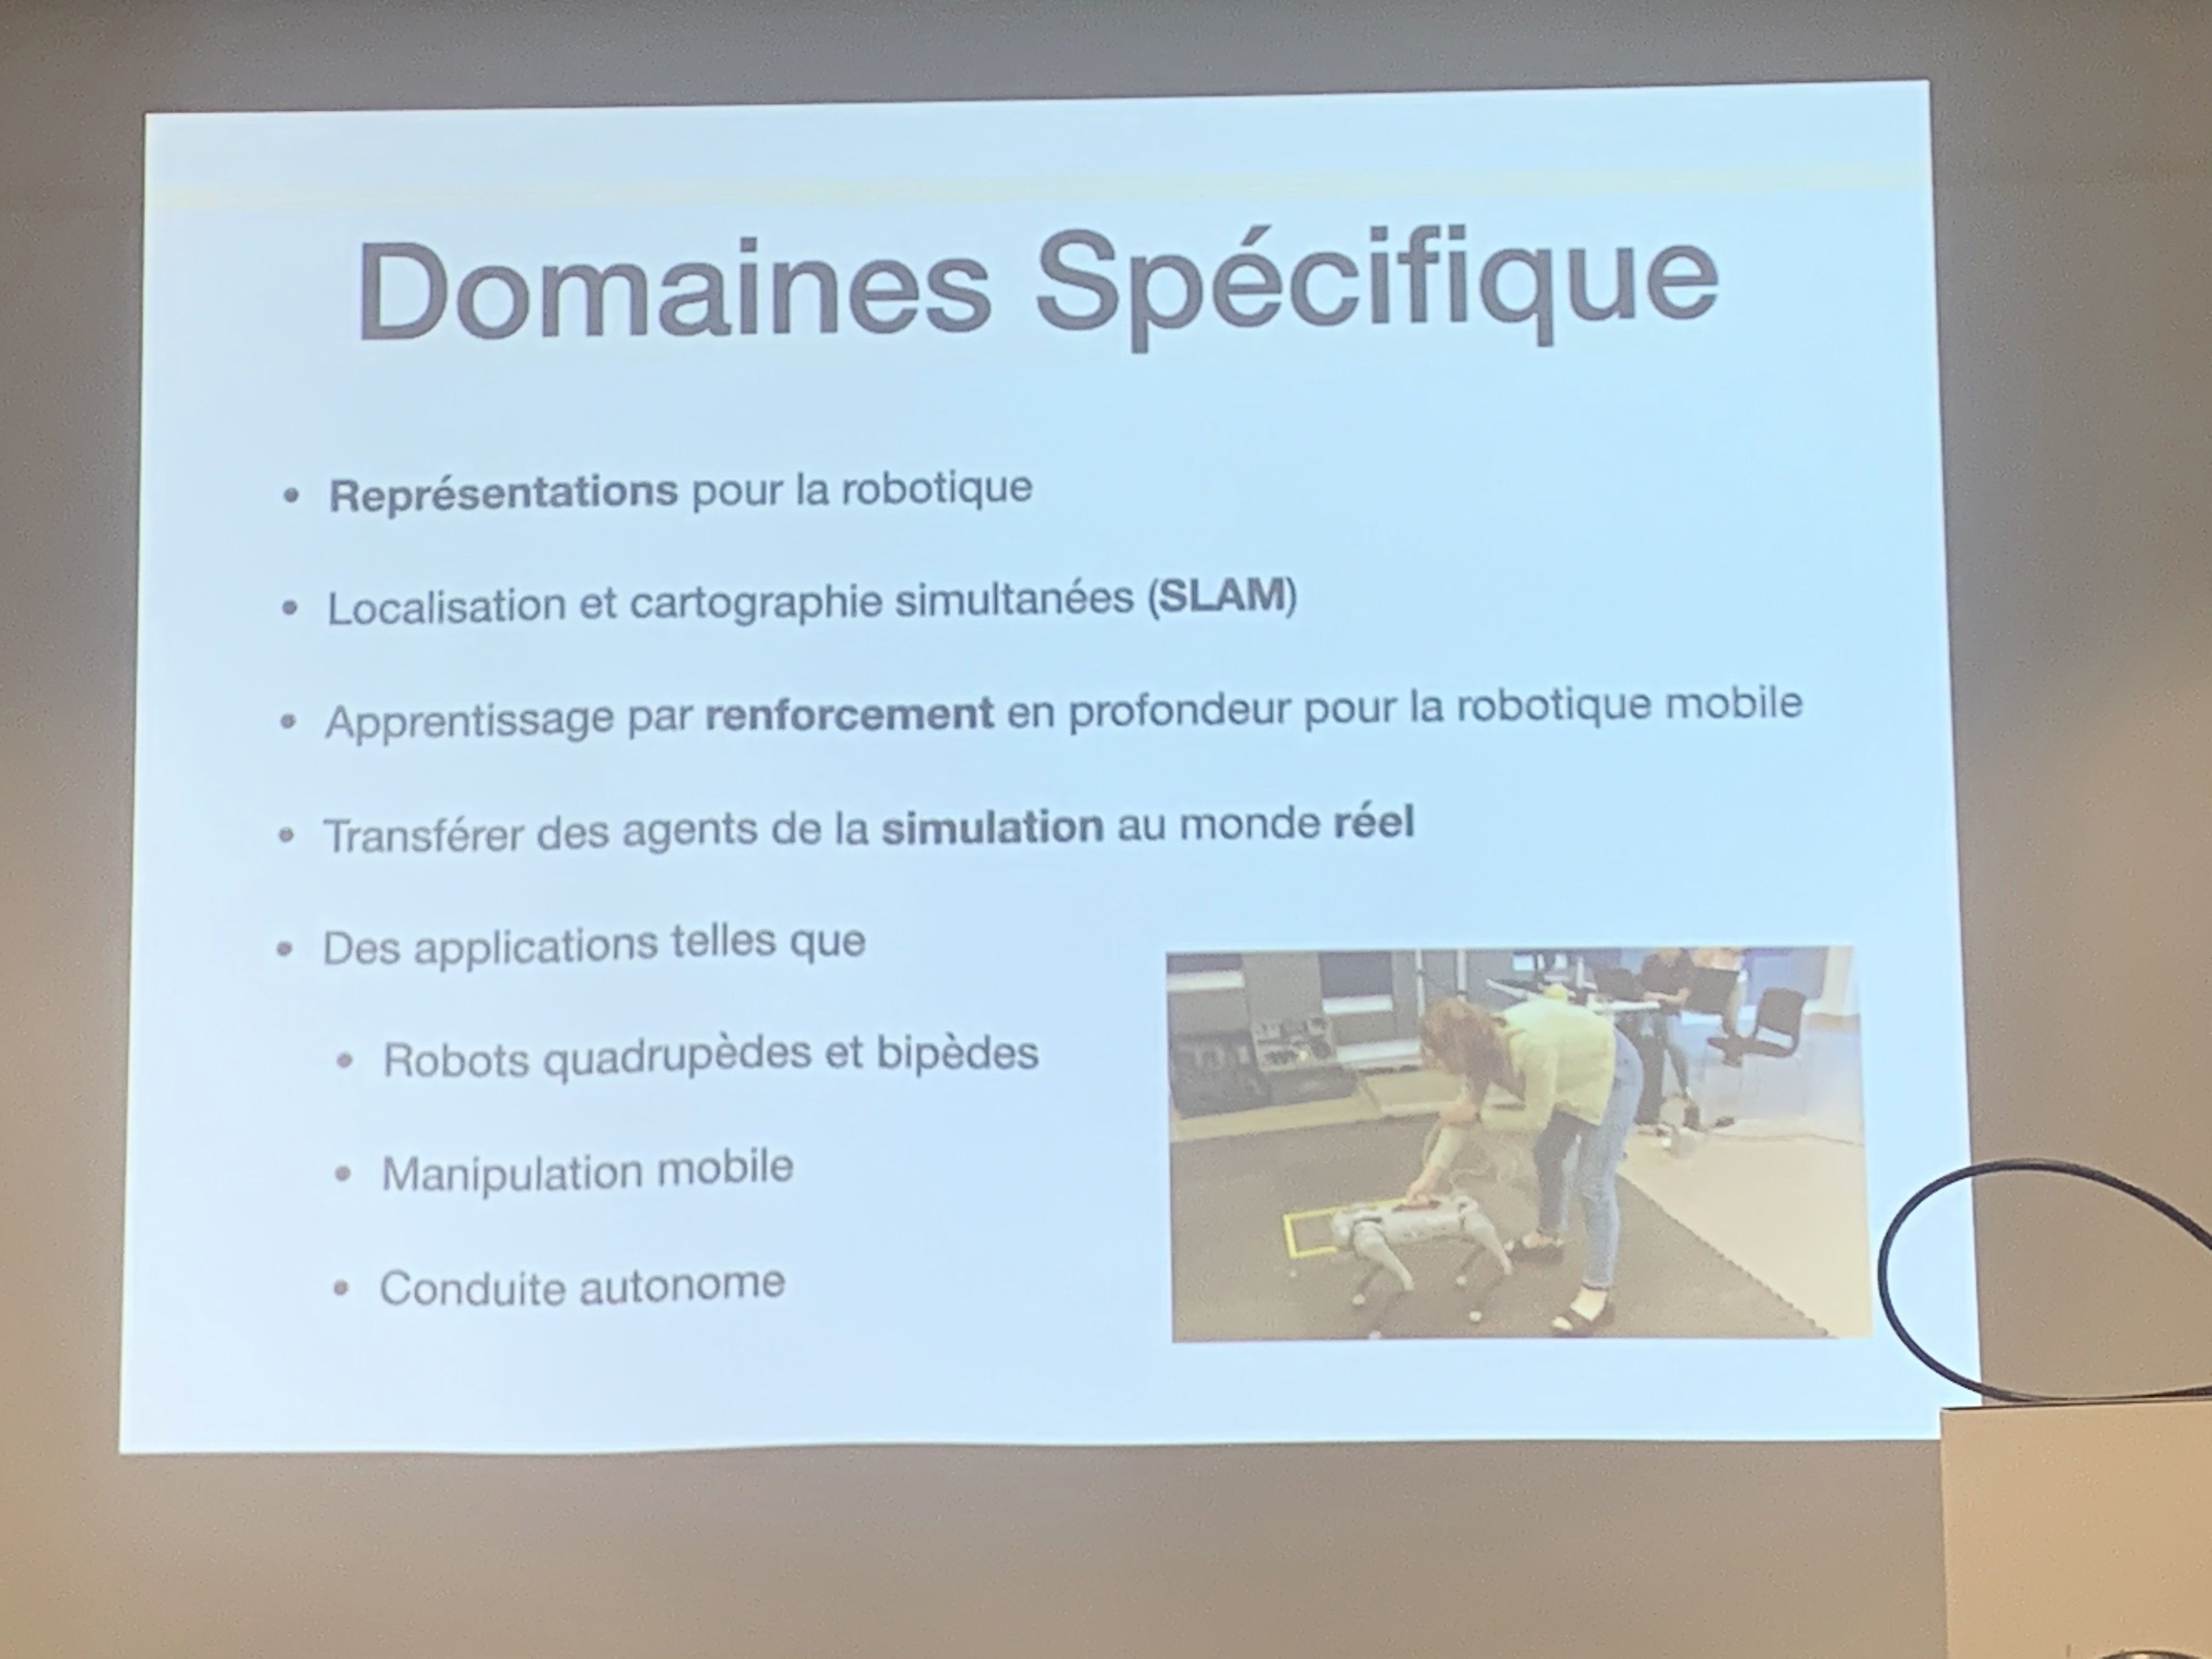 Domaines Spécifique
• Représentations pour la robotique
• Localisation et cartographie simultanées (SLAM)
• Apprentissage par renforcement en profondeur pour la robotique mobile
• Transférer des agents de la simulation au monde réel
• Des applications telles que
• Robots quadrupèdes et bipèdes
• Manipulation mobile
• Conduite autonome